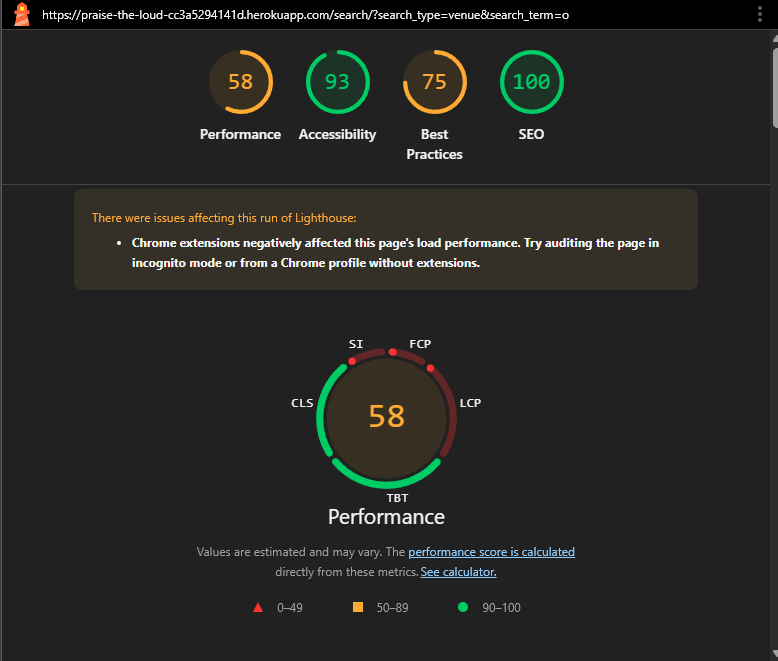 https://praise-the-loud-cc3a5294141d.herokuapp.com/search/?search_type=venue&search_term=o
58
93
75
100
Performance
Accessibility
Best
Practices
SEO
There were issues affecting this run of Lighthouse:
• Chrome extensions negatively affected this page's load performance. Try auditing the page in
incognito mode or from a Chrome profile without extensions.
SI
FCP
CLS
LCP
58
TBT
Performance
Values are estimated and may vary. The performance score is calculated
directly from these metrics. See calculator.
0–49
50–89
90–100